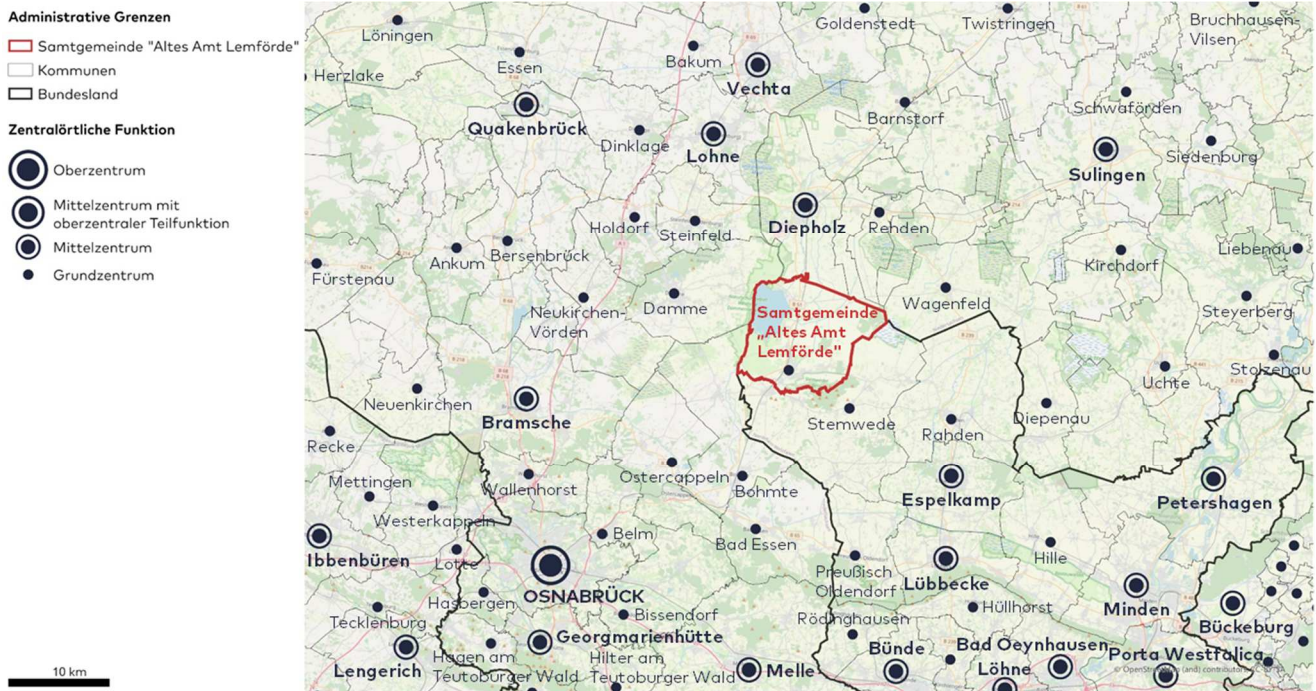 Administrative Grenzen
Samtgemeinde "Altes Amt Lemförde"
Kommunen
Bundesland
Zentralörtliche Funktion
Oberzentrum
Mittelzentrum mit
oberzentraler Teilfunktion
Mittelzentrum
Grundzentrum
10 km
Löningen
Goldenstedt
Twistringen
Bruchhausen-
Vilsen
Herzlake
Essen
Bakum
Vechta
Quakenbrück
Dinklage
Lohne
Barnstorf
Schwaförden
Sulingen
Siedenburg
Holdorf
Steinfeld
Diepholz
Rehden
Ankum
Bersenbrück
Fürstenau
Kirchdorf
Liebenau
Neukirchen-
Vörden
Damme
Samtgemeinde
„Altes Amt
Lemförde"
Wagenfeld
Steyerberg
Stolzenau
Uchte
Neuenkirchen
Bramsche
Stemwede
Rahden
Diepenau
Recke
Mettingen
Wallenhorst
Ostercappeln
Bohmte
Espelkamp
Petershagen
Westerkappeln
Ibbenbüren
Lotte
Belm
Bad Essen
OSNABRÜCK
Hasbergen
Preußisch
Oldendorf
Lübbecke
Hille
Minden
Tecklenburg
Bissendorf
Rödinghausen
Hüllhorst
Bückeburg
Lengerich
Hagen am
Teutoburger Wald
Georgmarienhütte
Hilter am
Teutoburger Wald
Melle
Bünde
Bad Oeynhausen
Löhne
Porta Westfalica